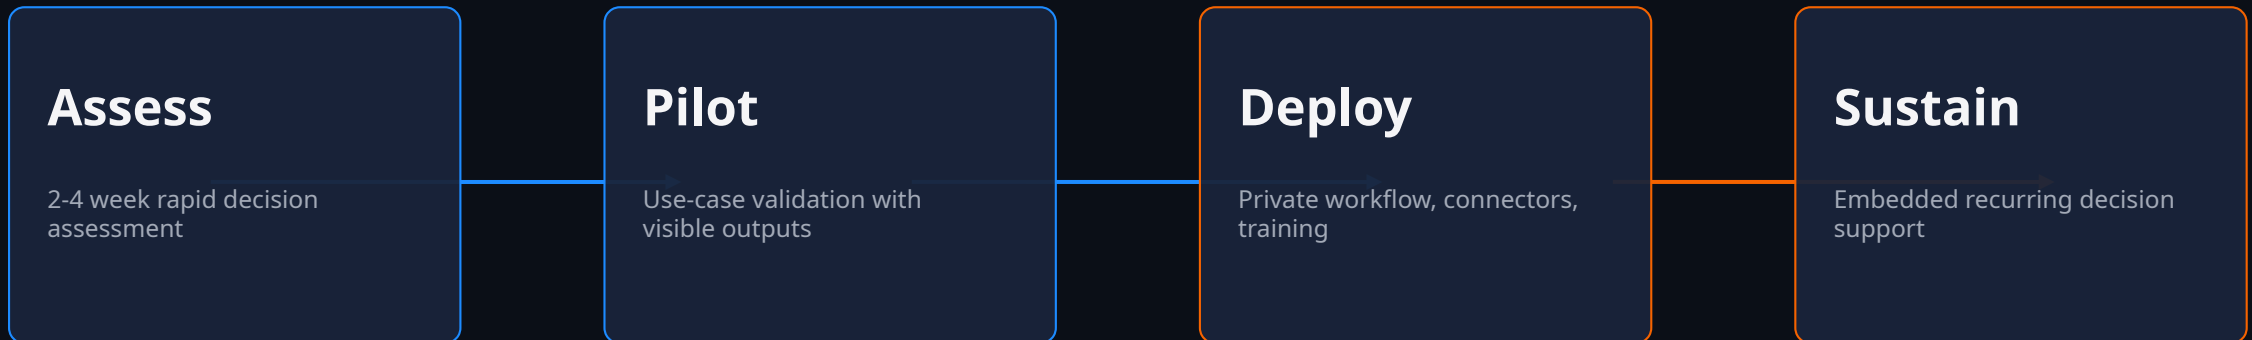 Assess
2-4 week rapid decision
assessment
Pilot
Use-case validation with
visible outputs
Deploy
Private workflow, connectors,
training
Sustain
Embedded recurring decision
support